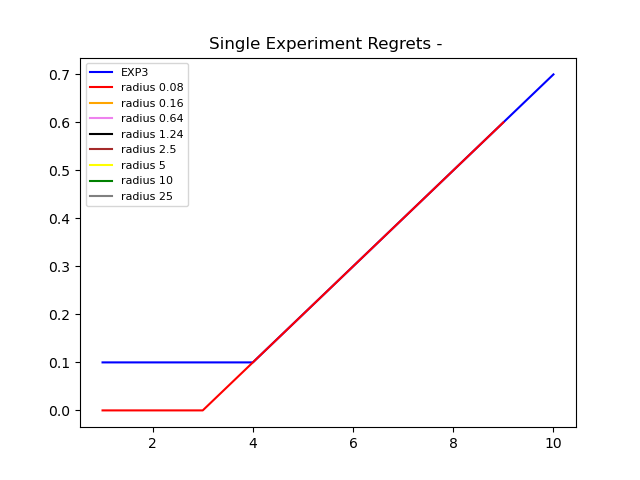 Single Experiment Regrets -
EXP3
radius 0.08
radius 0.16
radius 0.64
radius 1.24
radius 2.5
radius 5
radius 10
radius 25
0.7
0.6
0.5
0.4
0.3
0.2
0.1
0.0
2 4 6 8 10